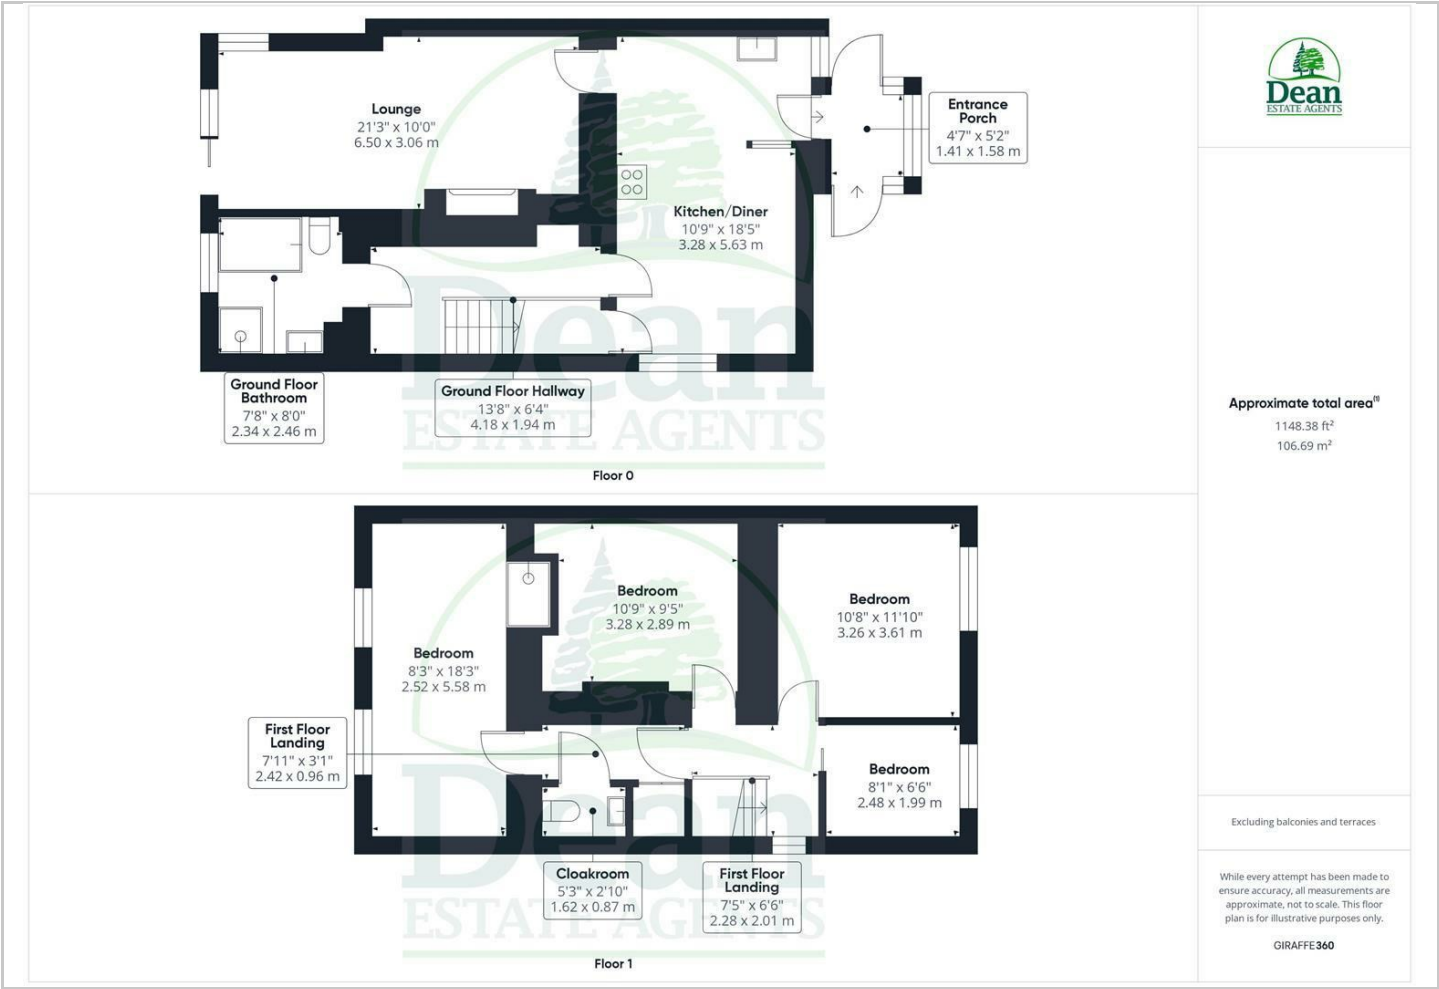 Lounge
21'3" x 10'0"
6.50 x 3.06 m
Entrance
Porch
4'7" x 5'2"
1.41 x 1.58 m
Kitchen/Diner
10'9" x 18'5"
3.28 x 5.63 m
Ground Floor
Bathroom
7'8" x 8'0"
2.34 x 2.46 m
Ground Floor Hallway
13'8" x 6'4"
4.18 x 1.94 m
Dean
ESTATE AGENTS
Floor 0
Bedroom
10'9" x 9'5"
3.28 x 2.89 m
Bedroom
10'8" x 11'10"
3.26 x 3.61 m
Bedroom
8'3" x 18'3"
2.52 x 5.58 m
First Floor
Landing
7'11" x 3'1"
2.42 x 0.96 m
Bedroom
8'1" x 6'6"
2.48 x 1.99 m
Cloakroom
5'3" x 2'10"
1.62 x 0.87 m
First Floor
Landing
7'5" x 6'6"
2.28 x 2.01 m
Dean
ESTATE AGENTS
Floor 1
Dean
ESTATE AGENTS
Approximate total area(1)
1148.38 ft²
106.69 m²
Excluding balconies and terraces
While every attempt has been made to
ensure accuracy, all measurements are
approximate, not to scale. This floor
plan is for illustrative purposes only.
GIRAFFE360